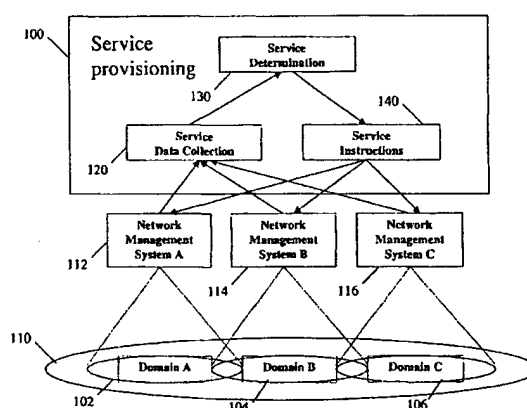 100
Service
provisioning
Service
Determination
130
140
Service
Data Collection
Service
Instructions
120
Network
Management
System A
Network
Management
System B
Network
Management
System C
112
114
116
110
Domain A
Domain B
Domain C
102
104
106